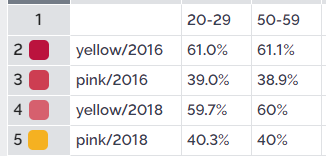 1 20-29 50-59
2 yellow/2016 61.0% 61.1%
3 pink/2016 39.0% 38.9%
4 yellow/2018 59.7% 60%
5 pink/2018 40.3% 40%